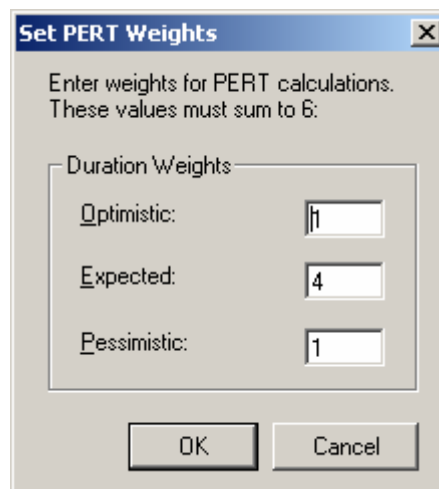 Set PERT Weights
Enter weights for PERT calculations.
These values must sum to 6:
Duration Weights
Optimistic: 1
Expected: 4
Pessimistic: 1
OK Cancel